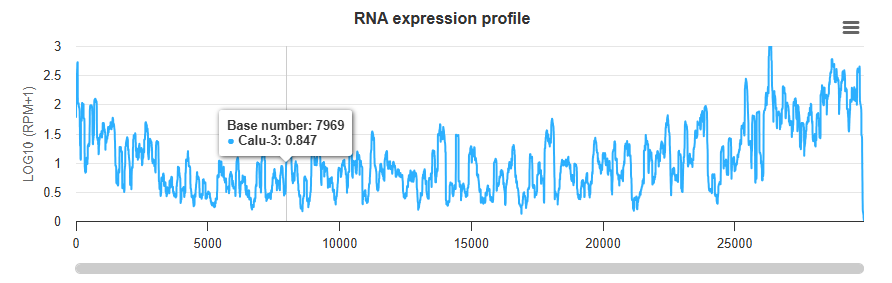 RNA expression profile
LOG10 (RPM+1)
3
2.5
2
1.5
1
0.5
0
Base number: 7969
Calu-3: 0.847
0 5000 10000 15000 20000 25000